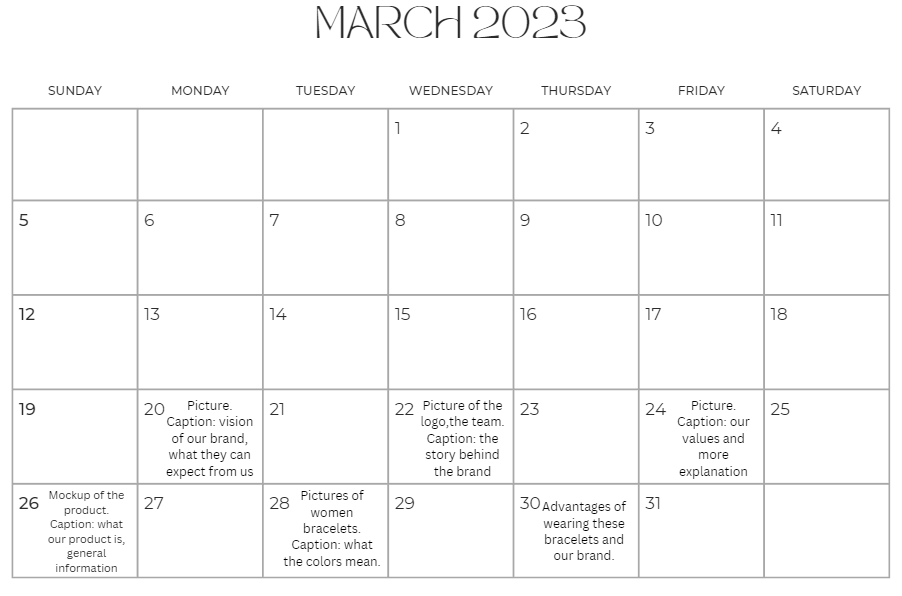 MARCH 2023
SUNDAY MONDAY TUESDAY WEDNESDAY THURSDAY FRIDAY SATURDAY
1 2 3 4
5 6 7 8 9 10 11
12 13 14 15 16 17 18
19
20 Picture.
Caption: vision
of our brand,
what they can
expect from us
21
22 Picture of the
logo,the team.
Caption: the
story behind
the brand
23
24 Picture.
Caption: our
values and
more
explanation
25
26 Mockup of the
product.
Caption: what
our product is,
general
information
27
28 Pictures of
women
bracelets.
Caption: what
the colors mean.
29
30 Advantages of
wearing these
bracelets and
our brand.
31